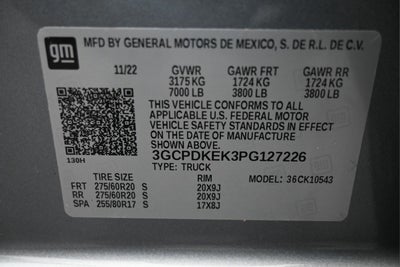 gm
MFD BY GENERAL MOTORS DE MEXICO, S. DE R.L. DE C.V.
11/22 GVWR GAWR FRT GAWR RR
3175 KG 1724 KG 1724 KG
7000 LB 3800 LB 3800 LB
THIS VEHICLE CONFORMS TO ALL
APPLICABLE U.S. FEDERAL MOTOR
VEHICLE SAFETY STANDARDS IN EFFECT ON
THE DATE OF MANUFACTURE SHOWN ABOVE.
3GCPDKEK3PG127226
130H
TYPE: TRUCK MODEL: 36CK10543
TIRE SIZE RIM
FRT 275/60R20 S 20X9J
RR 275/60R20 S 20X9J
SPA 255/80R17 S 17X8J